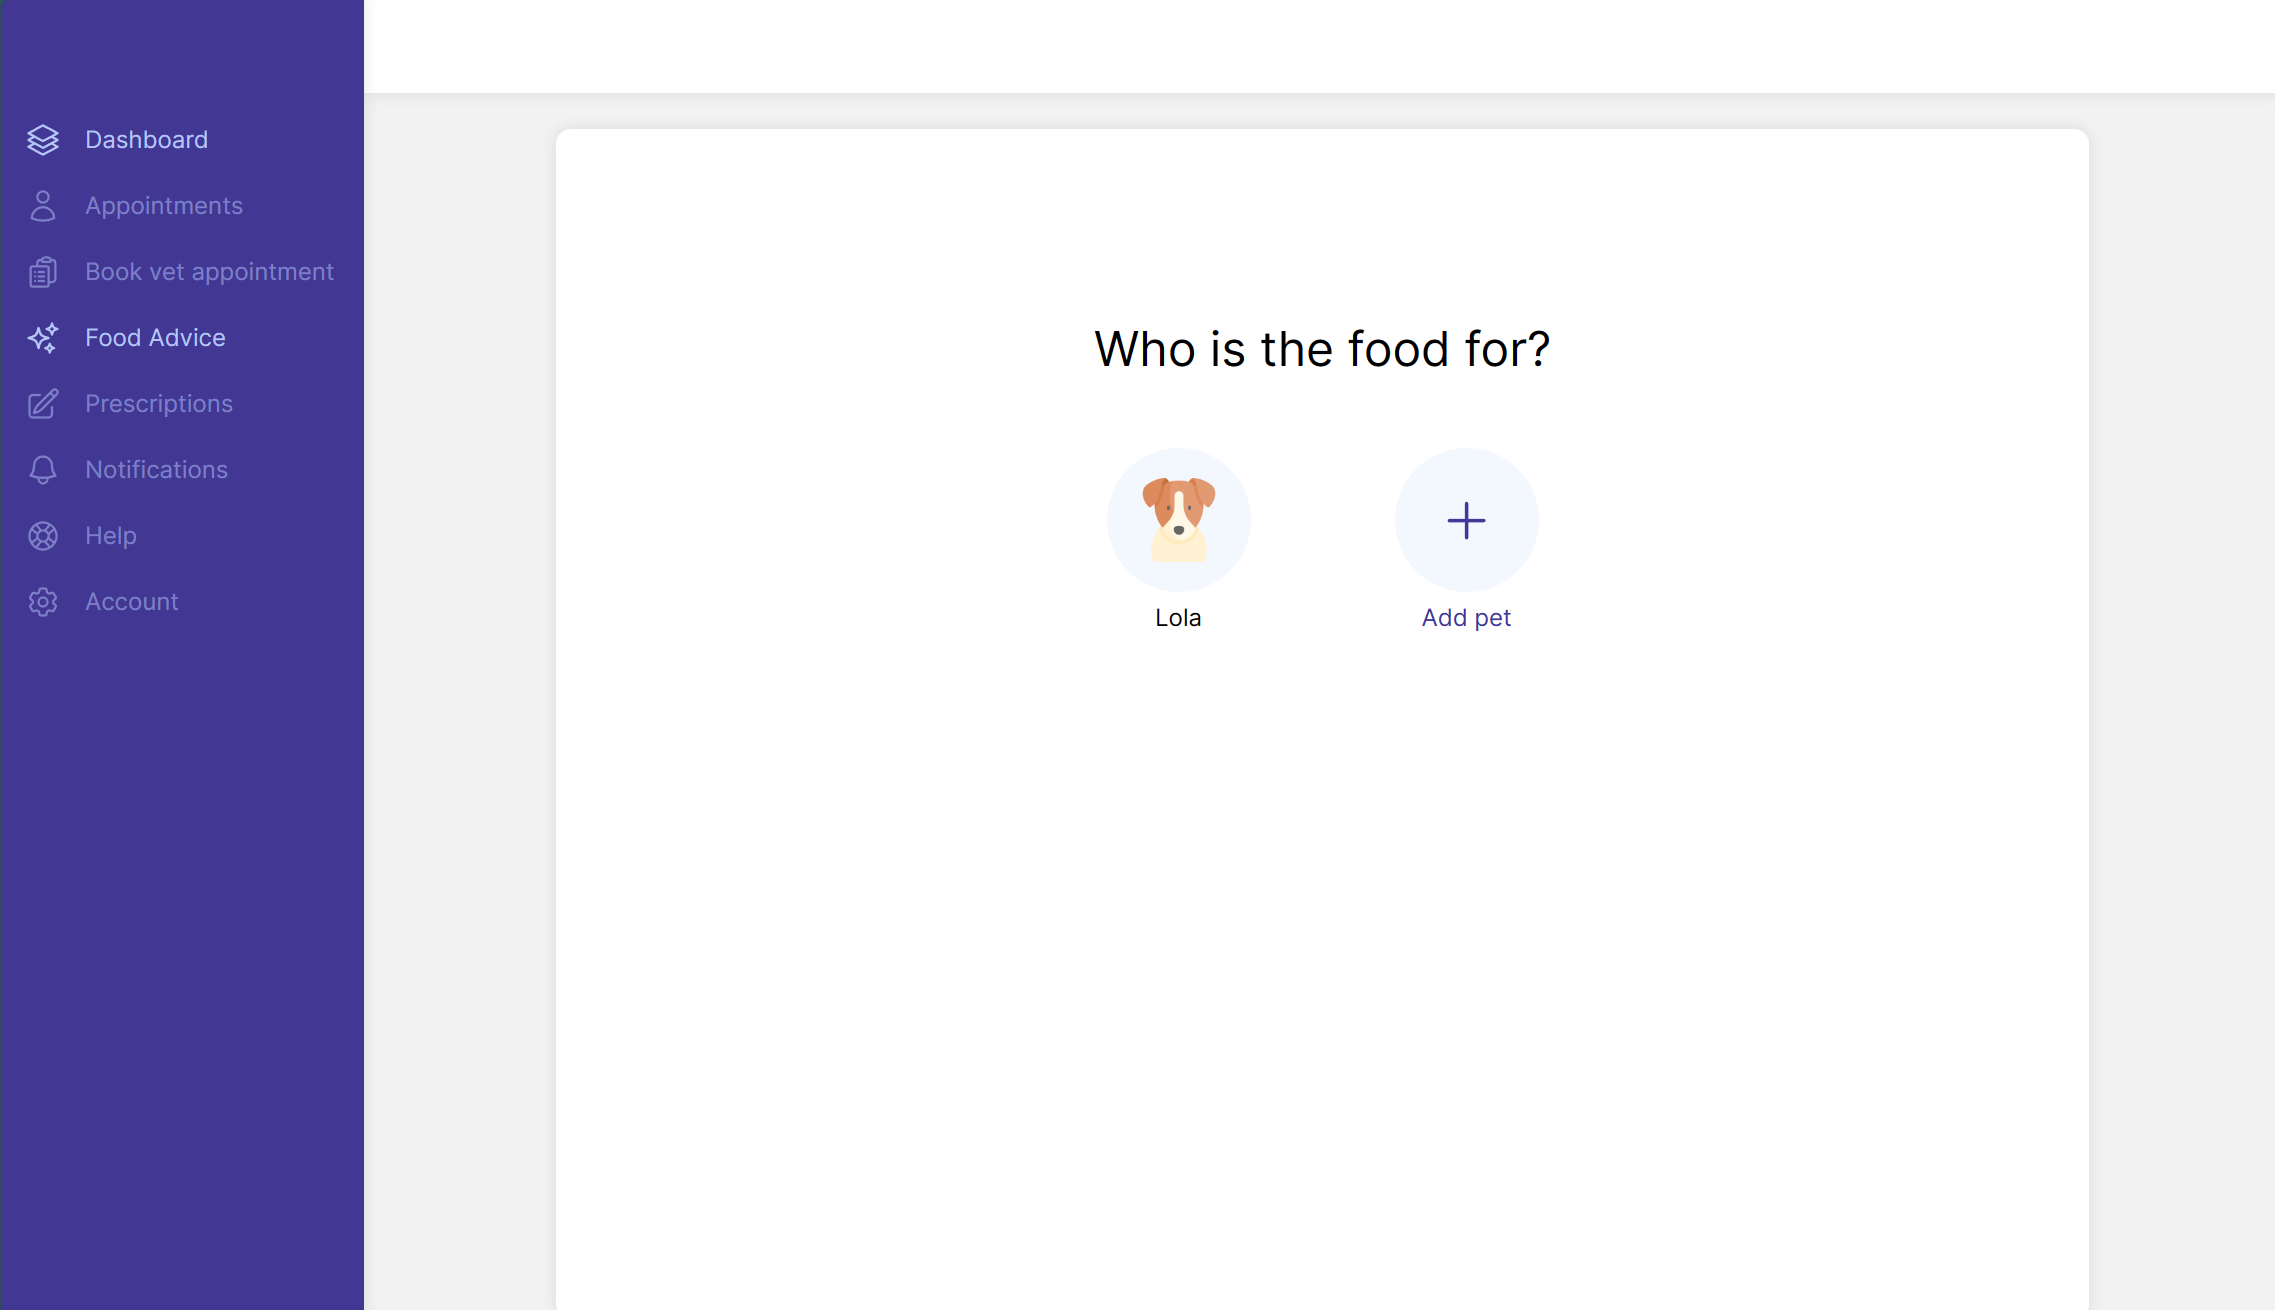 Dashboard
Appointments
Book vet appointment
Food Advice
Prescriptions
Notifications
Help
Account
Who is the food for?
Lola
Add pet